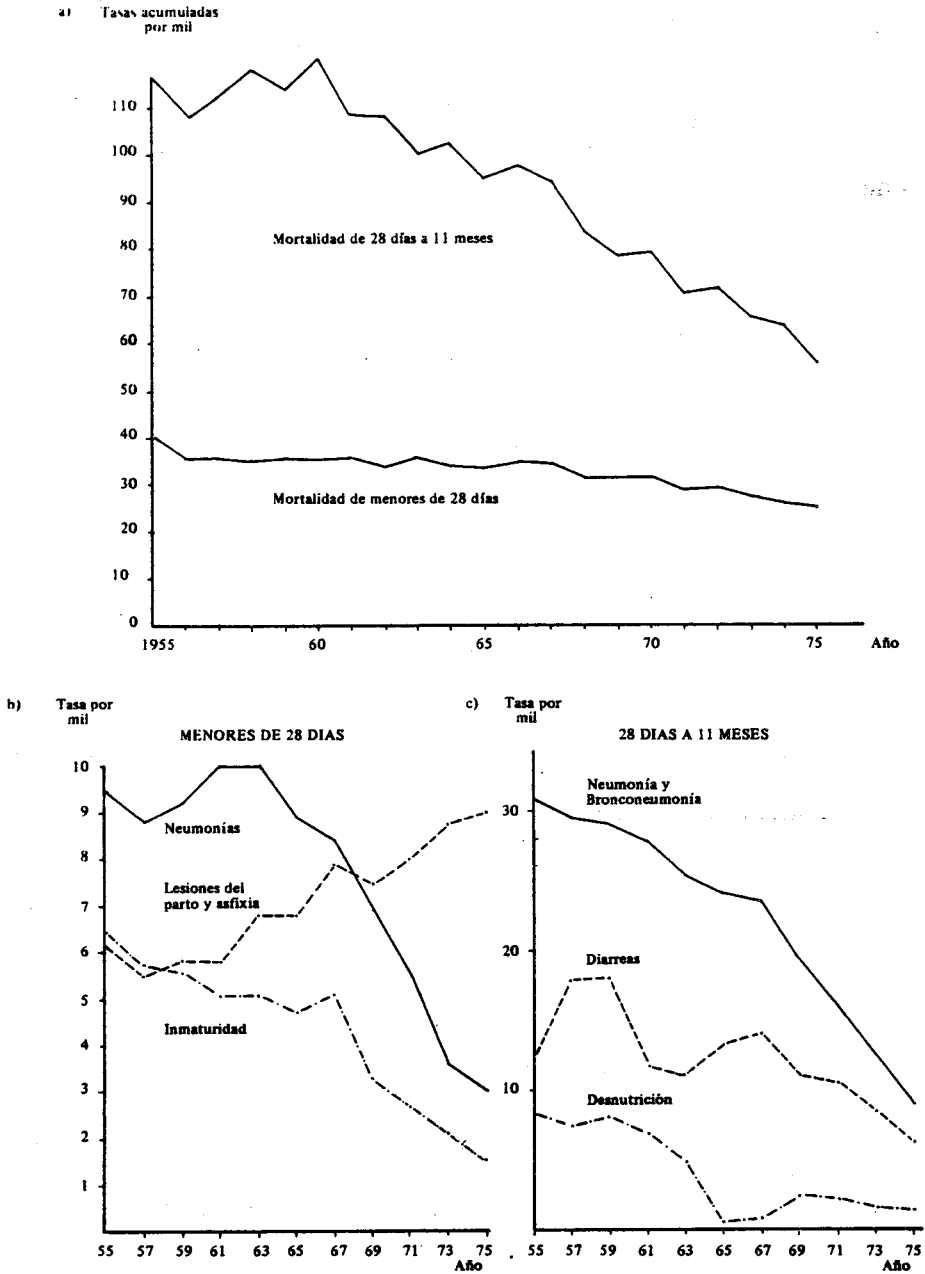 a) Tasas acumuladas
por mil
110
100
90
80
70
60
50
40
30
20
10
0
Mortalidad de 28 días a 11 meses
Mortalidad de menores de 28 días
1955 60 65 70 75 Año
b) Tasa por
mil
MENORES DE 28 DIAS
10
9
8
7
6
5
4
3
2
1
Neumonías
Lesiones del
parto y asfixia
Inmaturidad
55 57 59 61 63 65 67 69 71 73 75
Año
c) Tasa por
mil
28 DIAS A 11 MESES
30
20
10
Neumonía y
Bronconeumonía
Diarreas
Desnutrición
55 57 59 61 63 65 67 69 71 73 75
Año